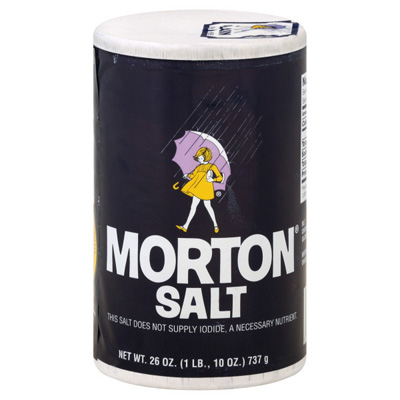 MORTON®
SALT
THIS SALT DOES NOT SUPPLY IODIDE, A NECESSARY NUTRIENT.
NET WT. 26 OZ. (1 LB., 10 OZ.) 737 g